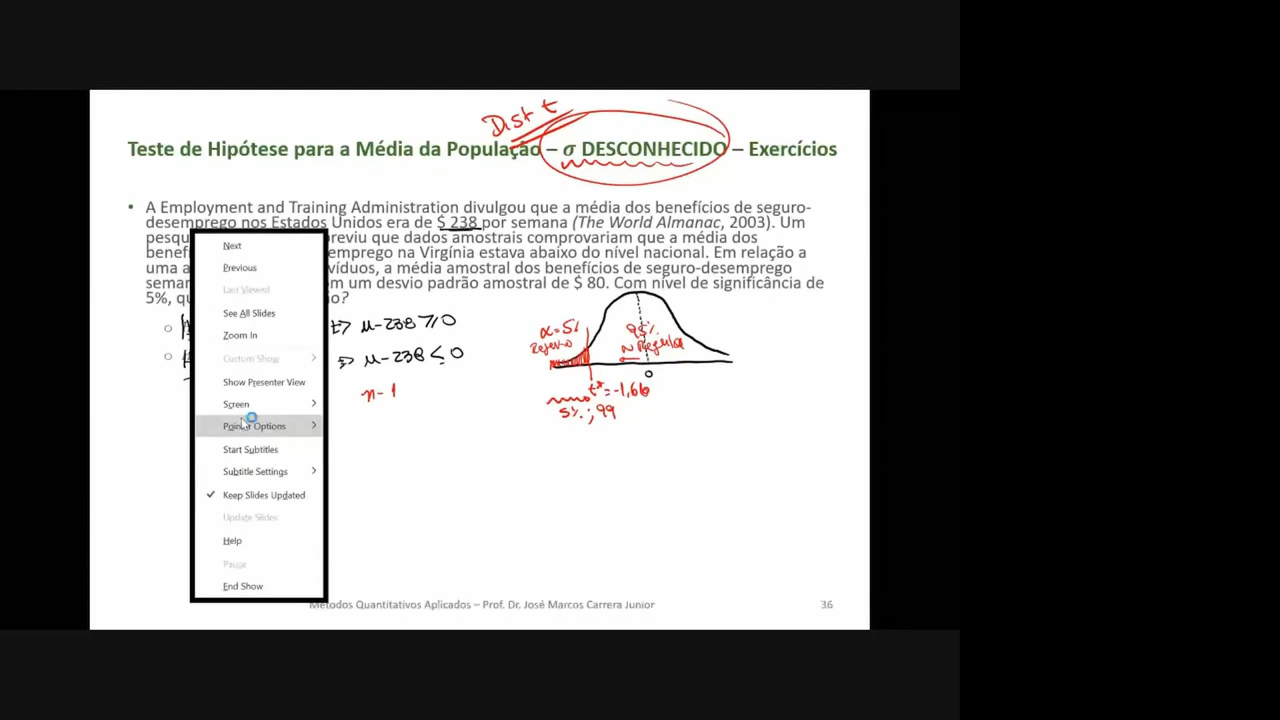 Dist t
Teste de Hipótese para a Média da População – σ DESCONHECIDO – Exercícios
• A Employment and Training Administration divulgou que a média dos benefícios de seguro-
desemprego nos Estados Unidos era de $ 238 por semana (The World Almanac, 2003). Um
pesqu previu que dados amostrais comprovariam que a média dos
benef emprego na Virgínia estava abaixo do nível nacional. Em relação a
uma a víduos, a média amostral dos benefícios de seguro-desemprego
seman m um desvio padrão amostral de $ 80. Com nível de significância de
5%, qu ão?
μ-238 ≥ 0
μ-238 ≤ 0
n-1
α=5%
Rejeito
95%
0
t*=-1,66
5%; 99
Next
Previous
Last Viewed
See All Slides
Zoom In
Custom Show
Show Presenter View
Screen
Pointer Options
Start Subtitles
Subtitle Settings
✓ Keep Slides Updated
Update Slides
Help
Pause
End Show
Métodos Quantitativos Aplicados – Prof. Dr. José Marcos Carrera Junior
36